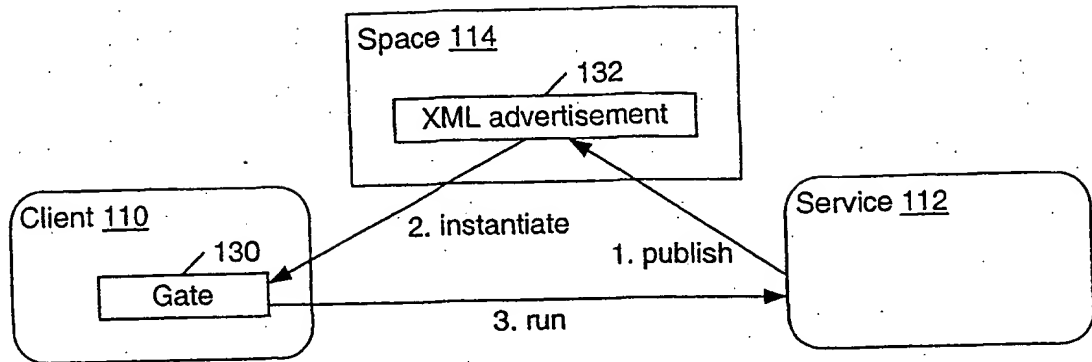 Space 114
132
XML advertisement
Client 110
130
Gate
2. instantiate
1. publish
3. run
Service 112